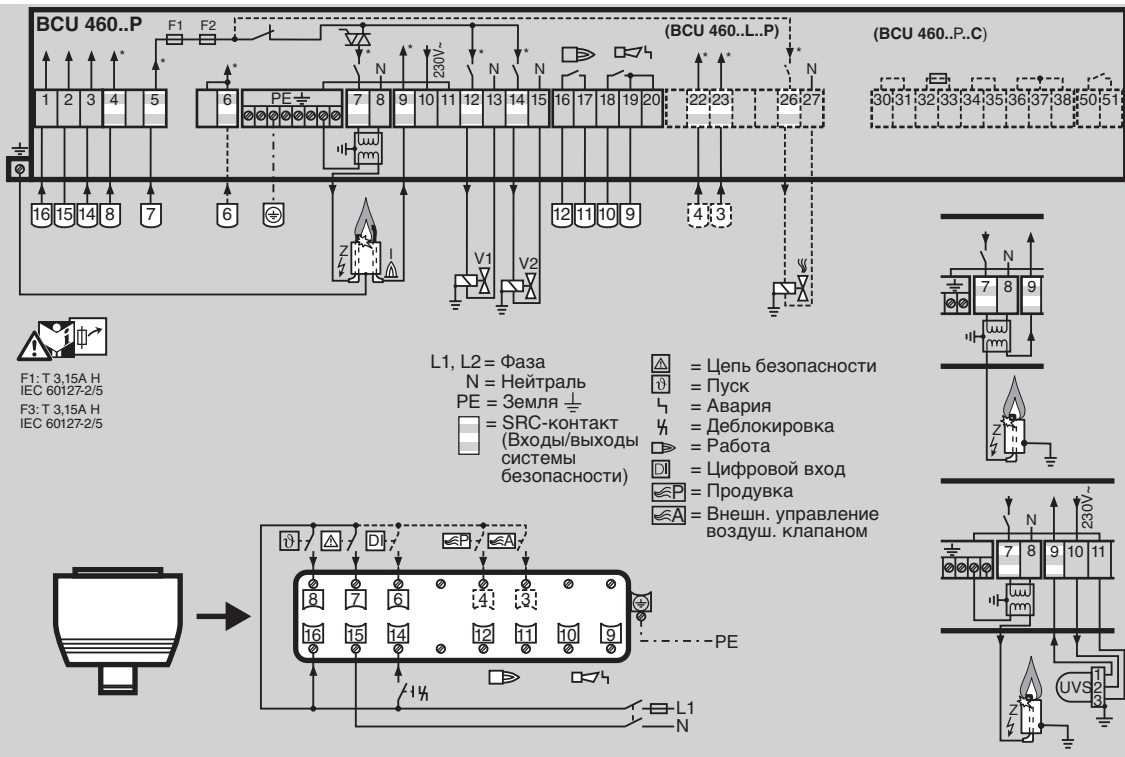 BCU 460..P
F1 F2
(BCU 460..L..P)
(BCU 460..P..C)
* * * * * * * * * * * *
N 230V~ N N N
1 2 3 4 5 6 PE 7 8 9 10 11 12 13 14 15 16 17 18 19 20 22 23 26 27 30 31 32 33 34 35 36 37 38 50 51
16 15 14 8 7 6 12 11 10 9 4 3
Z I
V1 V2
N
7 8 9
Z
F1: T 3,15A H
IEC 60127-2/5
F3: T 3,15A H
IEC 60127-2/5
L1, L2 = Фаза
N = Нейтраль
PE = Земля
= SRC-контакт
(Входы/выходы
системы
безопасности)
= Цепь безопасности
ϑ = Пуск
= Авария
= Деблокировка
= Работа
DI = Цифровой вход
P = Продувка
A = Внешн. управление
воздуш. клапаном
ϑ DI P A
8 7 6 4 3
16 15 14 12 11 10 9
PE
L1
N
N 230V~
7 8 9 10 11
UVS 1
2
3
Z